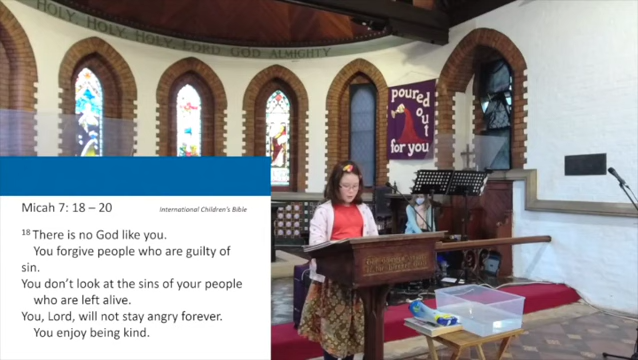 HOLY, HOLY, HOLY, LORD GOD ALMIGHTY
poured
out
for you
Micah 7: 18 – 20
International Children's Bible
18 There is no God like you.
You forgive people who are guilty of
sin.
You don't look at the sins of your people
who are left alive.
You, Lord, will not stay angry forever.
You enjoy being kind.